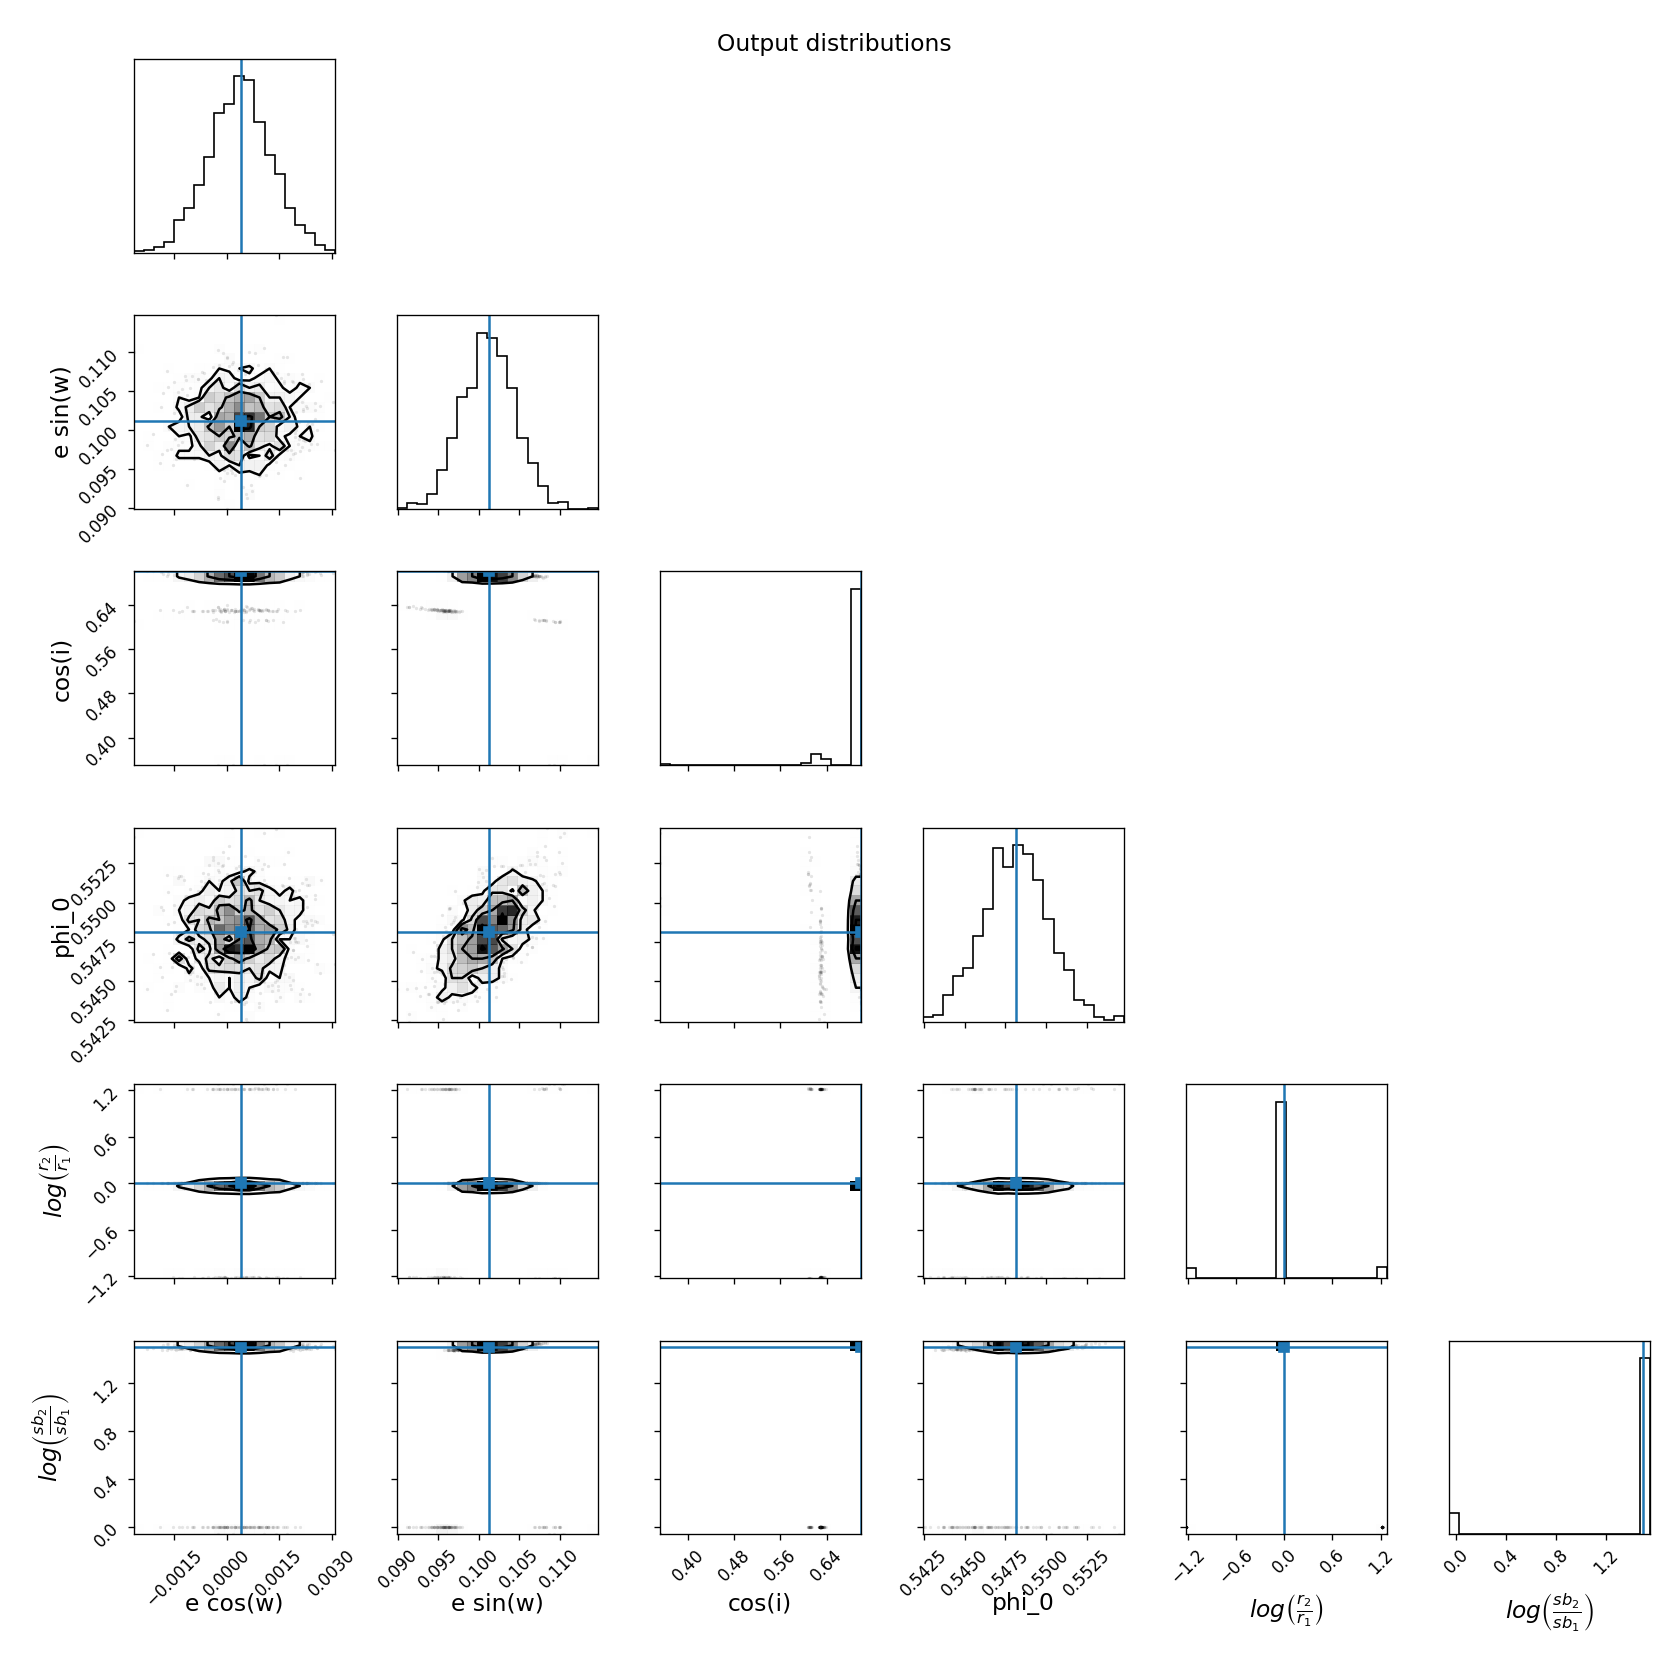 Output distributions
e sin(w)
0.110
0.105
0.100
0.095
0.090
cos(i)
0.64
0.56
0.48
0.40
phi_0
0.5525
0.5500
0.5475
0.5450
0.5425
log(r₂/r₁)
1.2
0.6
0.0
−0.6
−1.2
log(sb₂/sb₁)
1.2
0.8
0.4
0.0
−0.0015 0.0000 0.0015 0.0030 0.090 0.095 0.100 0.105 0.110 0.40 0.48 0.56 0.64 0.5425 0.5450 0.5475 0.5500 0.5525 −1.2 −0.6 0.0 0.6 1.2 0.0 0.4 0.8 1.2
e cos(w) e sin(w) cos(i) phi_0 log(r₂/r₁) log(sb₂/sb₁)